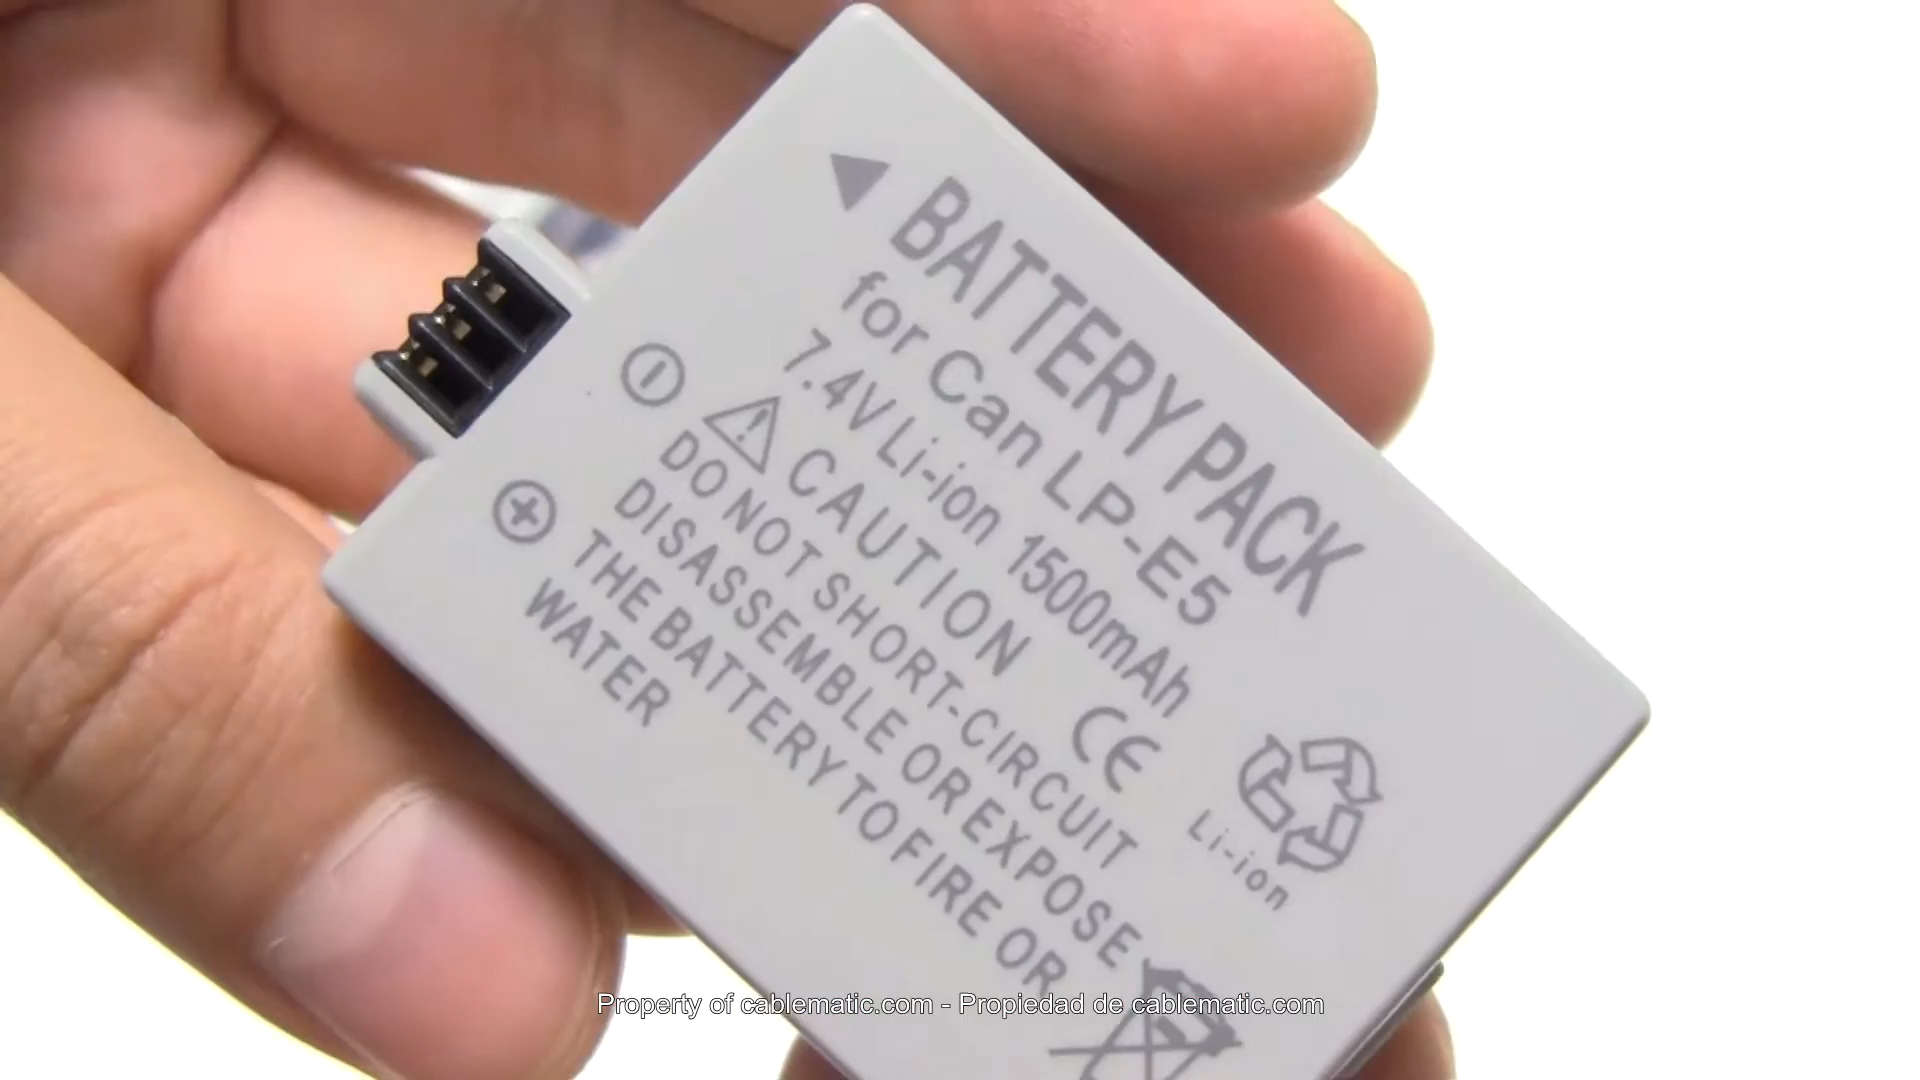 BATTERY PACK
for Can LP-E5
7.4V Li-ion 1500mAh
CAUTION CE
DO NOT SHORT-CIRCUIT
DISASSEMBLE OR EXPOSE
THE BATTERY TO FIRE OR
WATER
Li-ion
Property of cablematic.com - Propiedad de cablematic.com